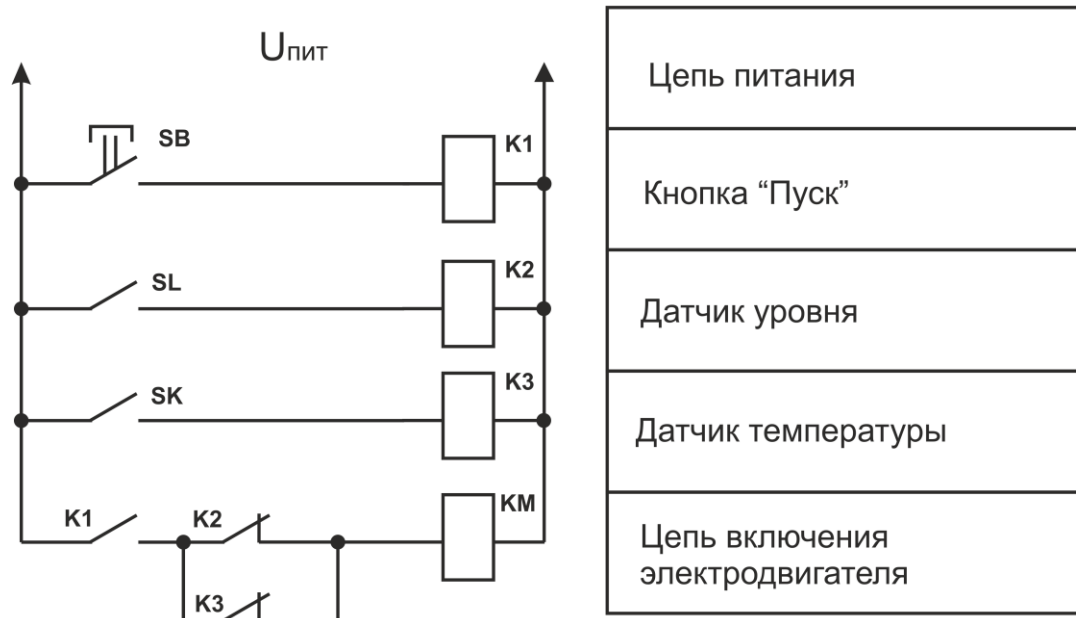 Uпит
SB
K1
SL
K2
SK
K3
K1
K2
KM
K3
Цепь питания
Кнопка “Пуск”
Датчик уровня
Датчик температуры
Цепь включения
электродвигателя